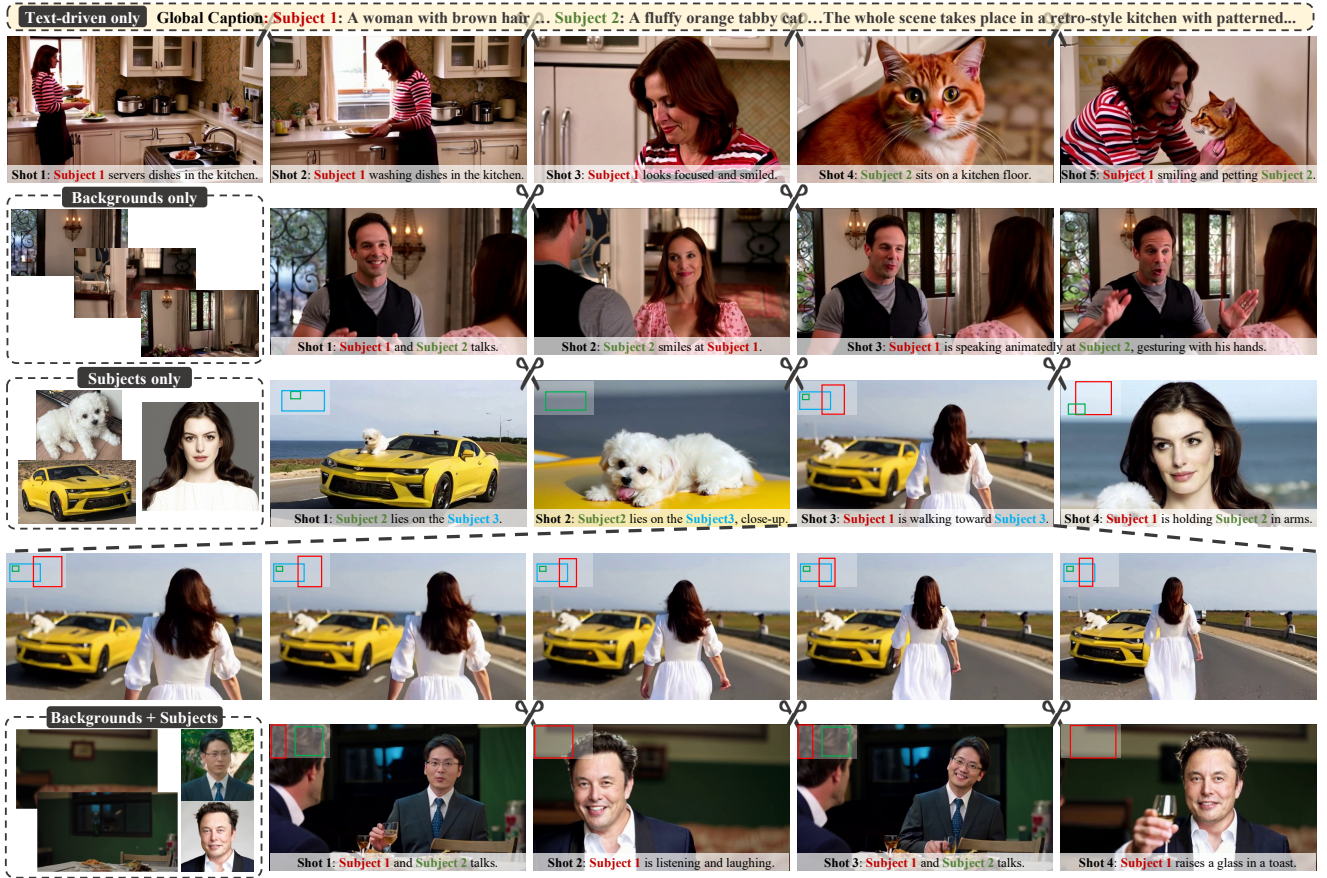 Text-driven only
Global Caption: Subject 1: A woman with brown hair ... Subject 2: A fluffy orange tabby cat ...The whole scene takes place in a retro-style kitchen with patterned...
Shot 1: Subject 1 servers dishes in the kitchen.
Shot 2: Subject 1 washing dishes in the kitchen.
Shot 3: Subject 1 looks focused and smiled.
Shot 4: Subject 2 sits on a kitchen floor.
Shot 5: Subject 1 smiling and petting Subject 2.
Backgrounds only
Shot 1: Subject 1 and Subject 2 talks.
Shot 2: Subject 2 smiles at Subject 1.
Shot 3: Subject 1 is speaking animatedly at Subject 2, gesturing with his hands.
Subjects only
Shot 1: Subject 2 lies on the Subject 3.
Shot 2: Subject2 lies on the Subject3, close-up.
Shot 3: Subject 1 is walking toward Subject 3.
Shot 4: Subject 1 is holding Subject 2 in arms.
Backgrounds + Subjects
Shot 1: Subject 1 and Subject 2 talks.
Shot 2: Subject 1 is listening and laughing.
Shot 3: Subject 1 and Subject 2 talks.
Shot 4: Subject 1 raises a glass in a toast.